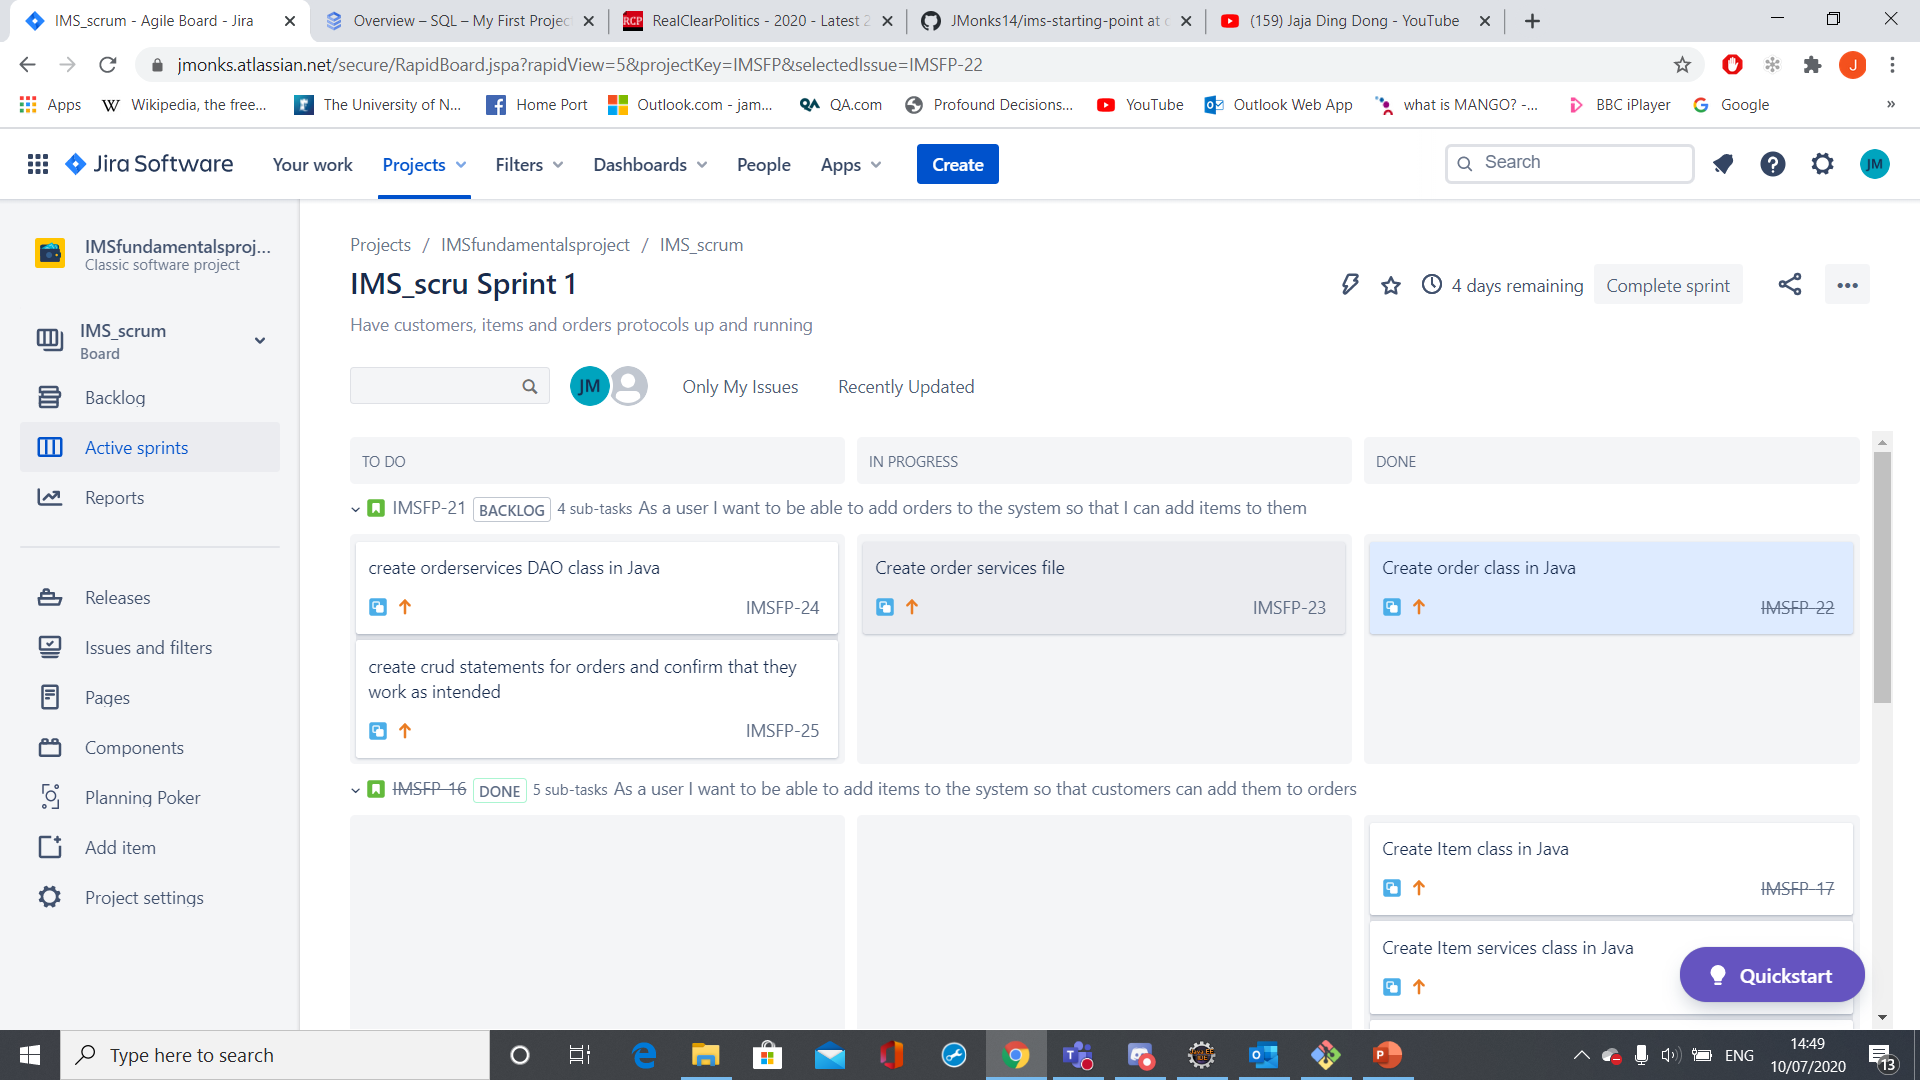 IMS_scrum - Agile Board - Jira
Overview – SQL – My First Projec
RealClearPolitics - 2020 - Latest 2
JMonks14/ims-starting-point at c
(159) Jaja Ding Dong - YouTube
jmonks.atlassian.net/secure/RapidBoard.jspa?rapidView=5&projectKey=IMSFP&selectedIssue=IMSFP-22
J
Apps
Wikipedia, the free...
The University of N...
Home Port
Outlook.com - jam...
QA.com
Profound Decisions...
YouTube
Outlook Web App
what is MANGO? -...
BBC iPlayer
Google
»
Jira Software
Your work
Projects
Filters
Dashboards
People
Apps
Create
Search
JM
IMSfundamentalsproj...
Classic software project
IMS_scrum
Board
Backlog
Active sprints
Reports
Releases
Issues and filters
Pages
Components
Planning Poker
Add item
Project settings
Projects / IMSfundamentalsproject / IMS_scrum
IMS_scru Sprint 1
4 days remaining
Complete sprint
Have customers, items and orders protocols up and running
JM
Only My Issues
Recently Updated
TO DO
IN PROGRESS
DONE
IMSFP-21 BACKLOG 4 sub-tasks As a user I want to be able to add orders to the system so that I can add items to them
create orderservices DAO class in Java
IMSFP-24
create crud statements for orders and confirm that they
work as intended
IMSFP-25
Create order services file
IMSFP-23
Create order class in Java
IMSFP-22
IMSFP-16 DONE 5 sub-tasks As a user I want to be able to add items to the system so that customers can add them to orders
Create Item class in Java
IMSFP-17
Create Item services class in Java
Quickstart
Type here to search
ENG
14:49
10/07/2020
13